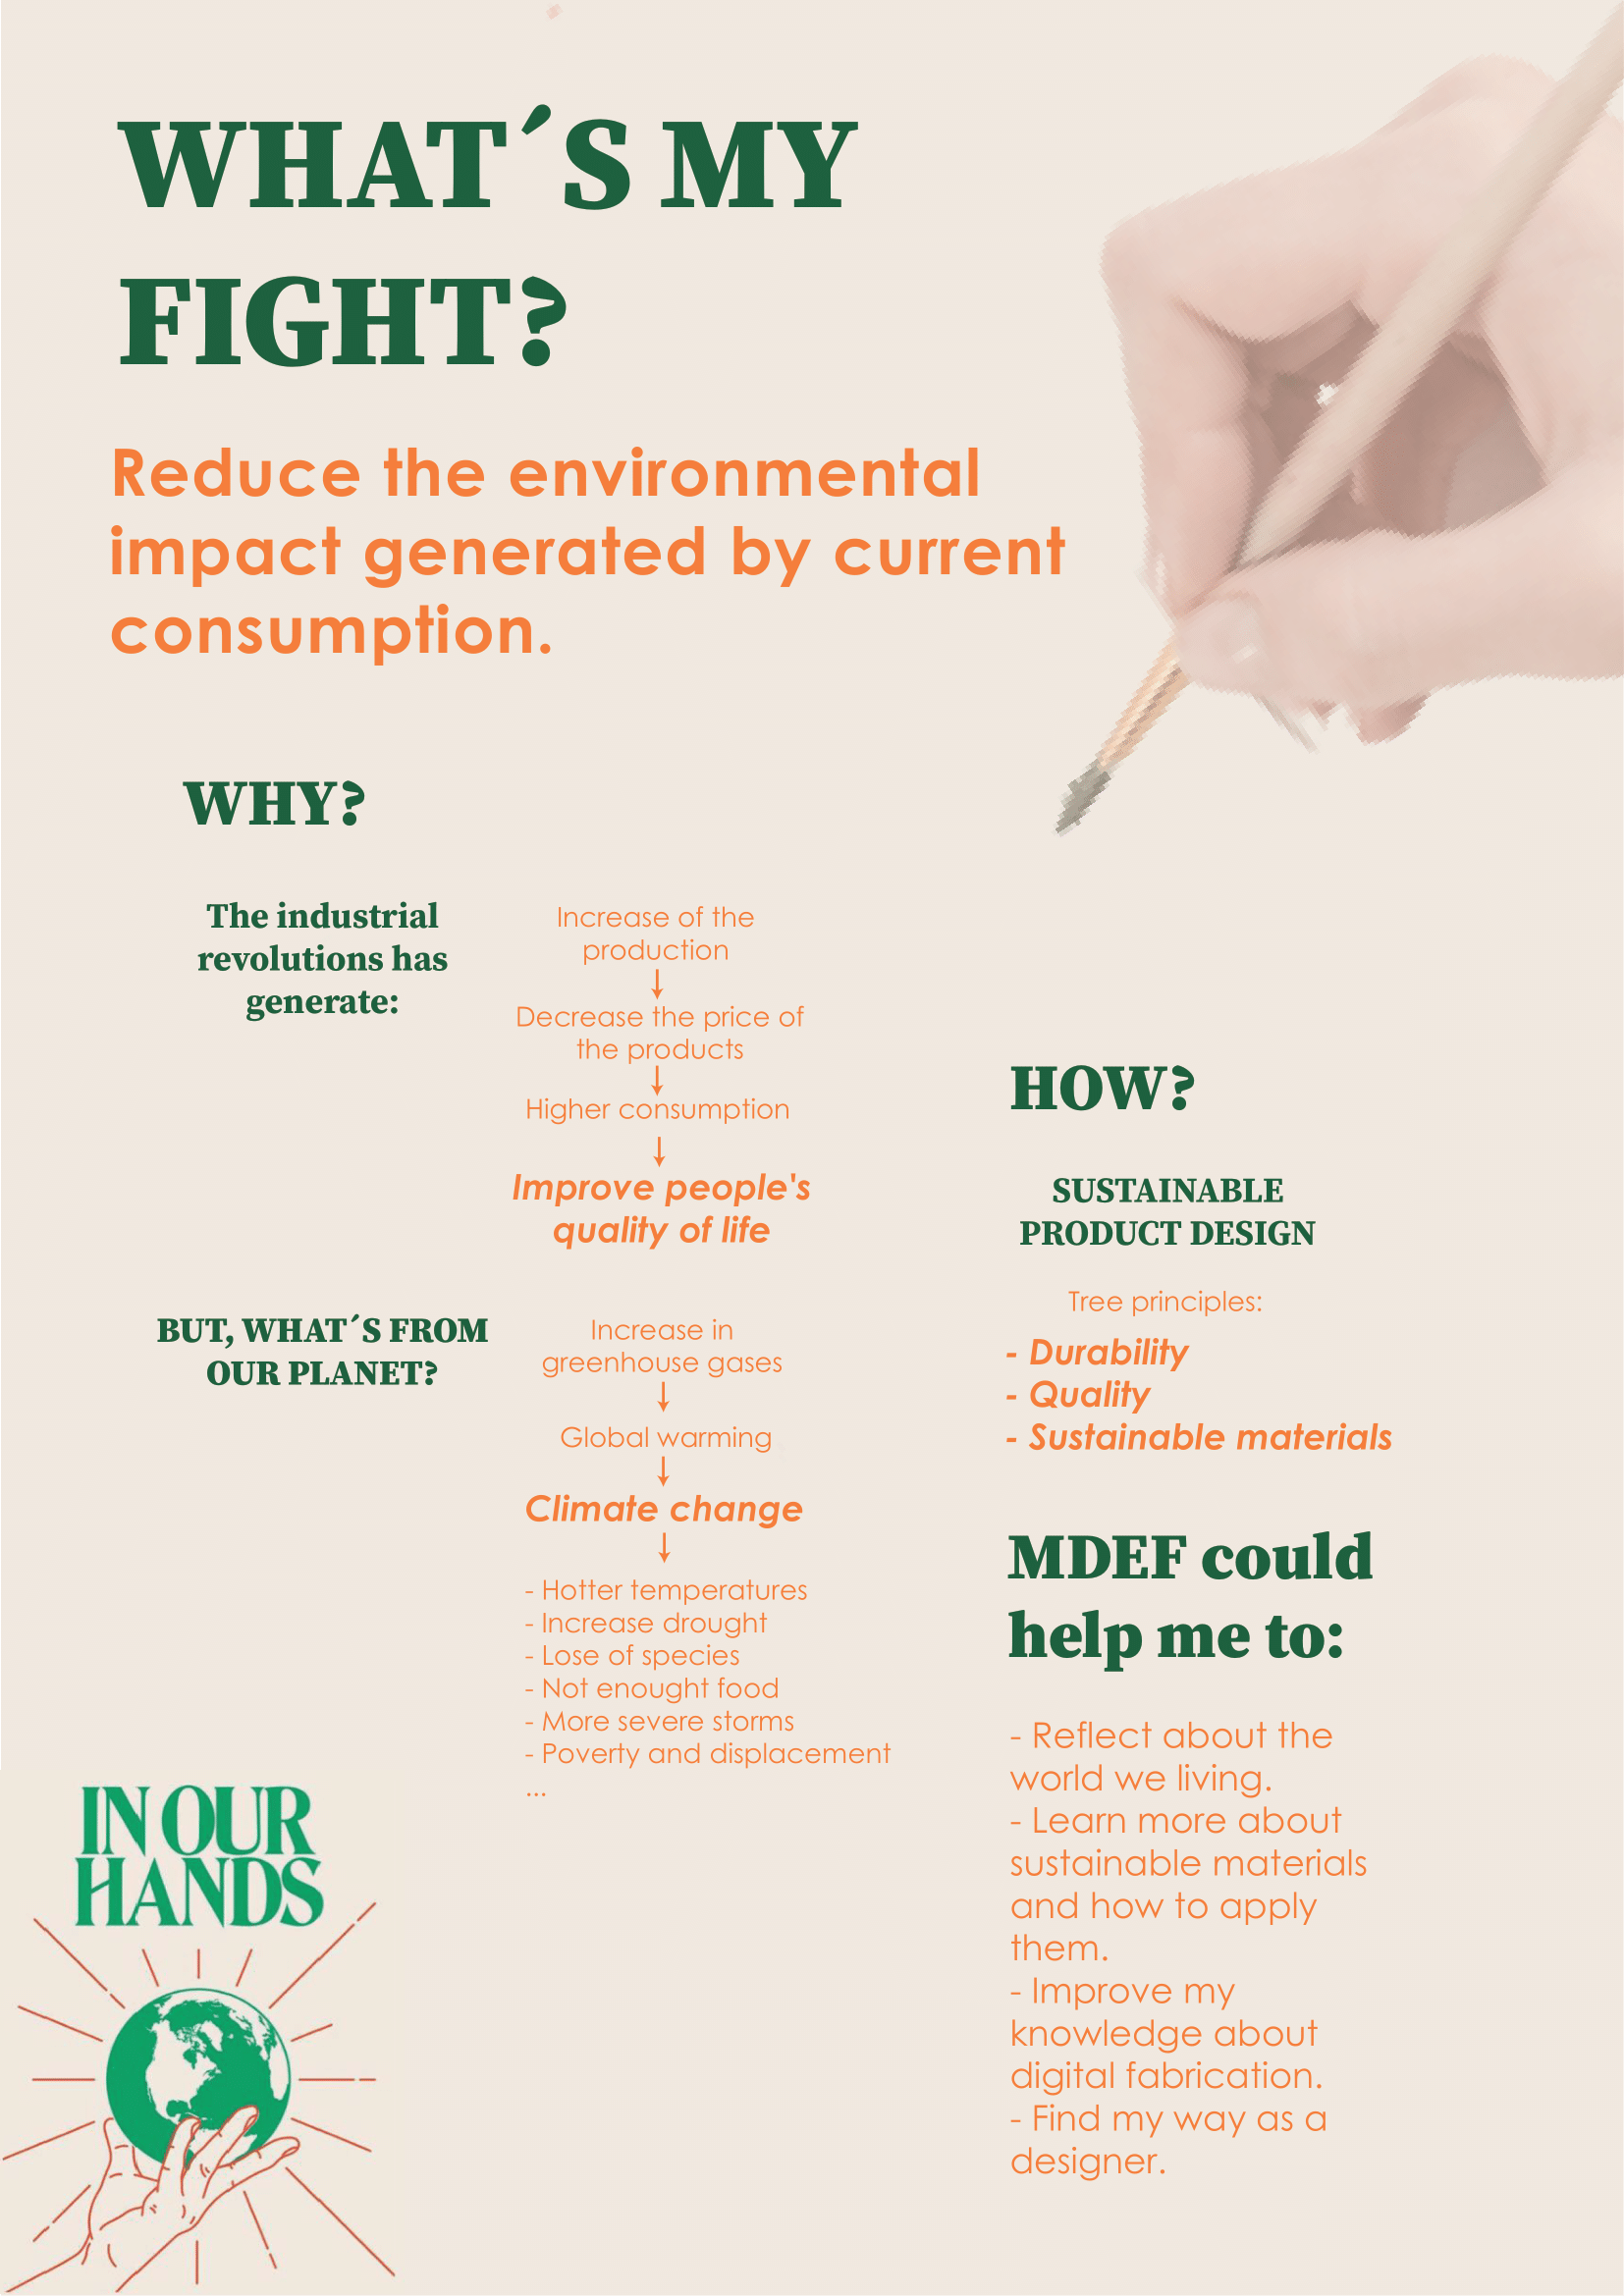 WHAT´S MY
FIGHT?
Reduce the environmental
impact generated by current
consumption.
WHY?
The industrial
revolutions has
generate:
Increase of the
production
Decrease the price of
the products
Higher consumption
Improve people's
quality of life
BUT, WHAT´S FROM
OUR PLANET?
Increase in
greenhouse gases
Global warming
Climate change
- Hotter temperatures
- Increase drought
- Lose of species
- Not enought food
- More severe storms
- Poverty and displacement
...
IN OUR
HANDS
HOW?
SUSTAINABLE
PRODUCT DESIGN
Tree principles:
- Durability
- Quality
- Sustainable materials
MDEF could
help me to:
- Reflect about the
world we living.
- Learn more about
sustainable materials
and how to apply
them.
- Improve my
knowledge about
digital fabrication.
- Find my way as a
designer.